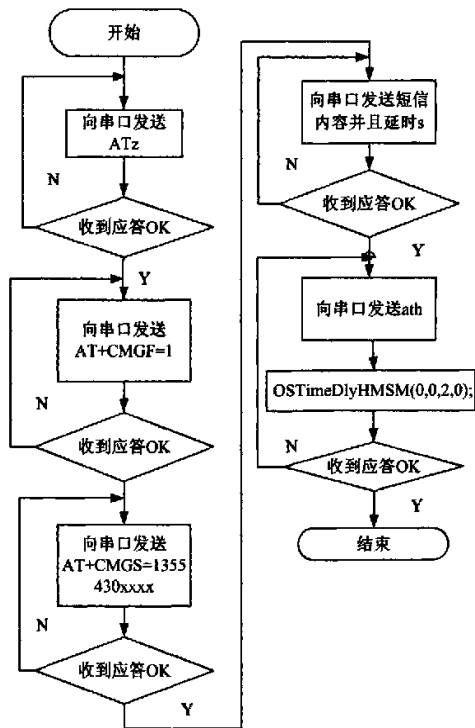 开始
向串口发送
ATz
N
收到应答OK
Y
向串口发送
AT+CMGF=1
N
收到应答OK
向串口发送
AT+CMGS=1355
430xxxx
N
收到应答OK
Y
向串口发送短信
内容并且延时s
N
收到应答OK
Y
向串口发送ath
OSTimeDlyHMSM(0,0,2,0);
N
收到应答OK
Y
结束